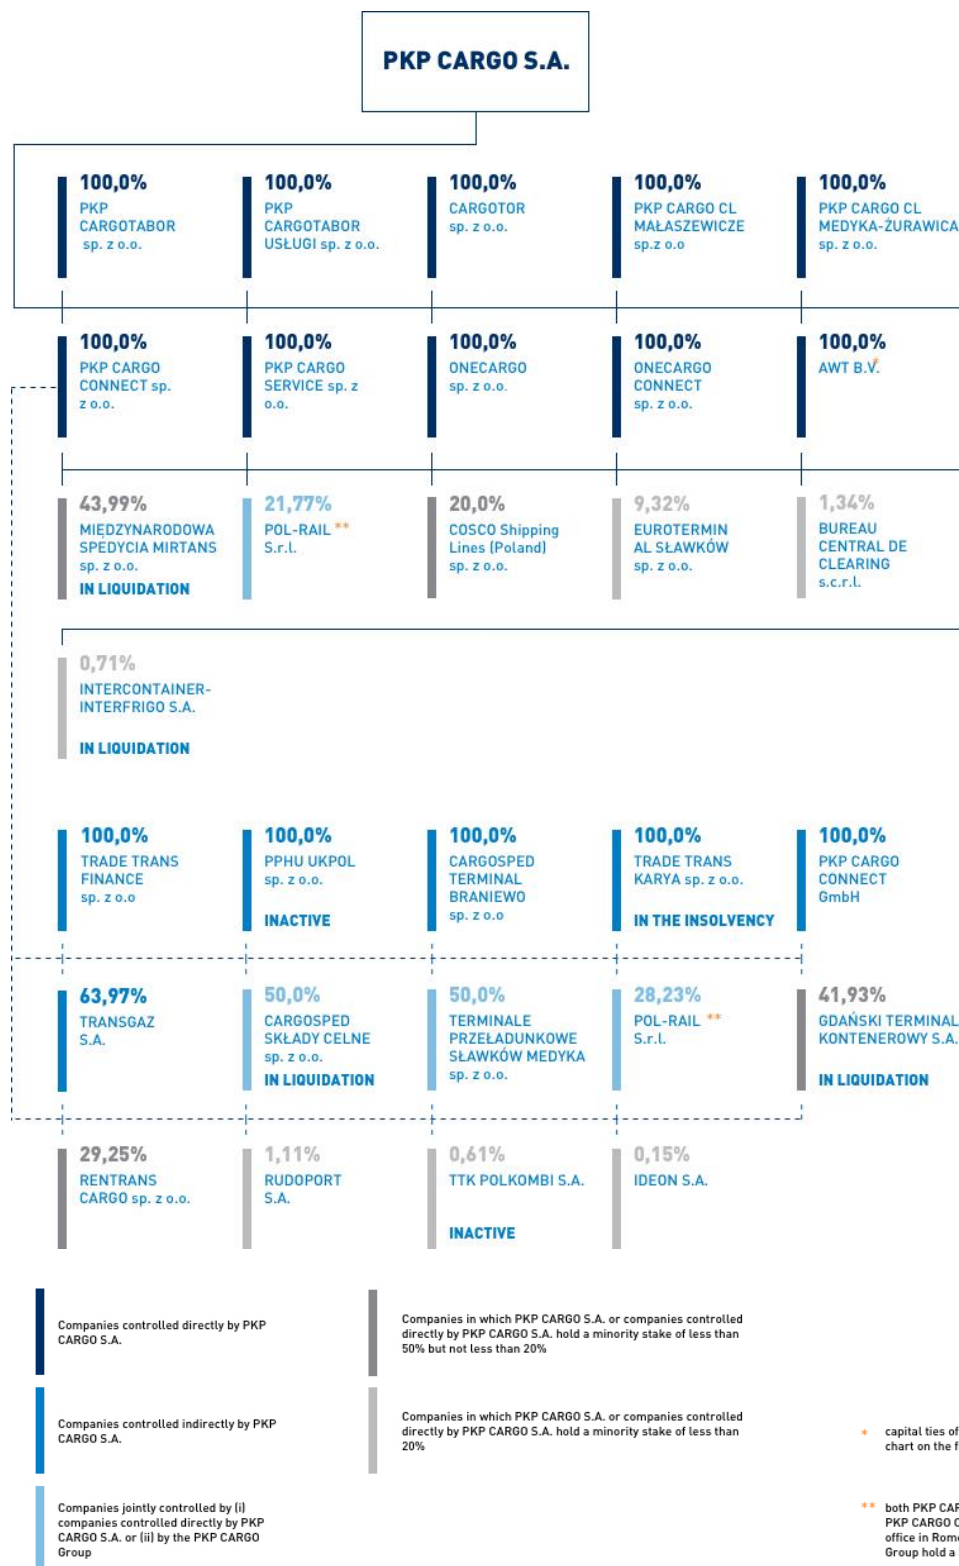 PKP CARGO S.A.
100,0%
PKP
CARGOTABOR
sp. z o.o.
100,0%
PKP
CARGOTABOR
USŁUGI sp. z o.o.
100,0%
CARGOTOR
sp. z o.o.
100,0%
PKP CARGO CL
MAŁASZEWICZE
sp.z o.o
100,0%
PKP CARGO CL
MEDYKA-ŻURAWICA
sp. z o.o.
100,0%
PKP CARGO
CONNECT sp.
z o.o.
100,0%
PKP CARGO
SERVICE sp. z
o.o.
100,0%
ONECARGO
sp. z o.o.
100,0%
ONECARGO
CONNECT
sp. z o.o.
100,0%
AWT B.V.*
43,99%
MIĘDZYNARODOWA
SPEDYCIA MIRTANS
sp. z o.o.
IN LIQUIDATION
21,77%
POL-RAIL **
S.r.l.
20,0%
COSCO Shipping
Lines (Poland)
sp. z o.o.
9,32%
EUROTERMIN
AL SŁAWKÓW
sp. z o.o.
1,34%
BUREAU
CENTRAL DE
CLEARING
s.c.r.l.
0,71%
INTERCONTAINER-
INTERFRIGO S.A.
IN LIQUIDATION
100,0%
TRADE TRANS
FINANCE
sp. z o.o
100,0%
PPHU UKPOL
sp. z o.o.
INACTIVE
100,0%
CARGOSPED
TERMINAL
BRANIEWO
sp. z o.o
100,0%
TRADE TRANS
KARYA sp. z o.o.
IN THE INSOLVENCY
100,0%
PKP CARGO
CONNECT
GmbH
63,97%
TRANSGAZ
S.A.
50,0%
CARGOSPED
SKŁADY CELNE
sp. z o.o.
IN LIQUIDATION
50,0%
TERMINALE
PRZEŁADUNKOWE
SŁAWKÓW MEDYKA
sp. z o.o.
28,23%
POL-RAIL **
S.r.l.
41,93%
GDAŃSKI TERMINAL
KONTENEROWY S.A.
IN LIQUIDATION
29,25%
RENTRANS
CARGO sp. z o.o.
1,11%
RUDOPORT
S.A.
0,61%
TTK POLKOMBI S.A.
INACTIVE
0,15%
IDEON S.A.
Companies controlled directly by PKP
CARGO S.A.
Companies in which PKP CARGO S.A. or companies controlled
directly by PKP CARGO S.A. hold a minority stake of less than
50% but not less than 20%
Companies controlled indirectly by PKP
CARGO S.A.
Companies in which PKP CARGO S.A. or companies controlled
directly by PKP CARGO S.A. hold a minority stake of less than
20%
Companies jointly controlled by (i)
companies controlled directly by PKP
CARGO S.A. or (ii) by the PKP CARGO
Group
* capital ties of
chart on the f
** both PKP CAR
PKP CARGO C
office in Rome
Group hold a